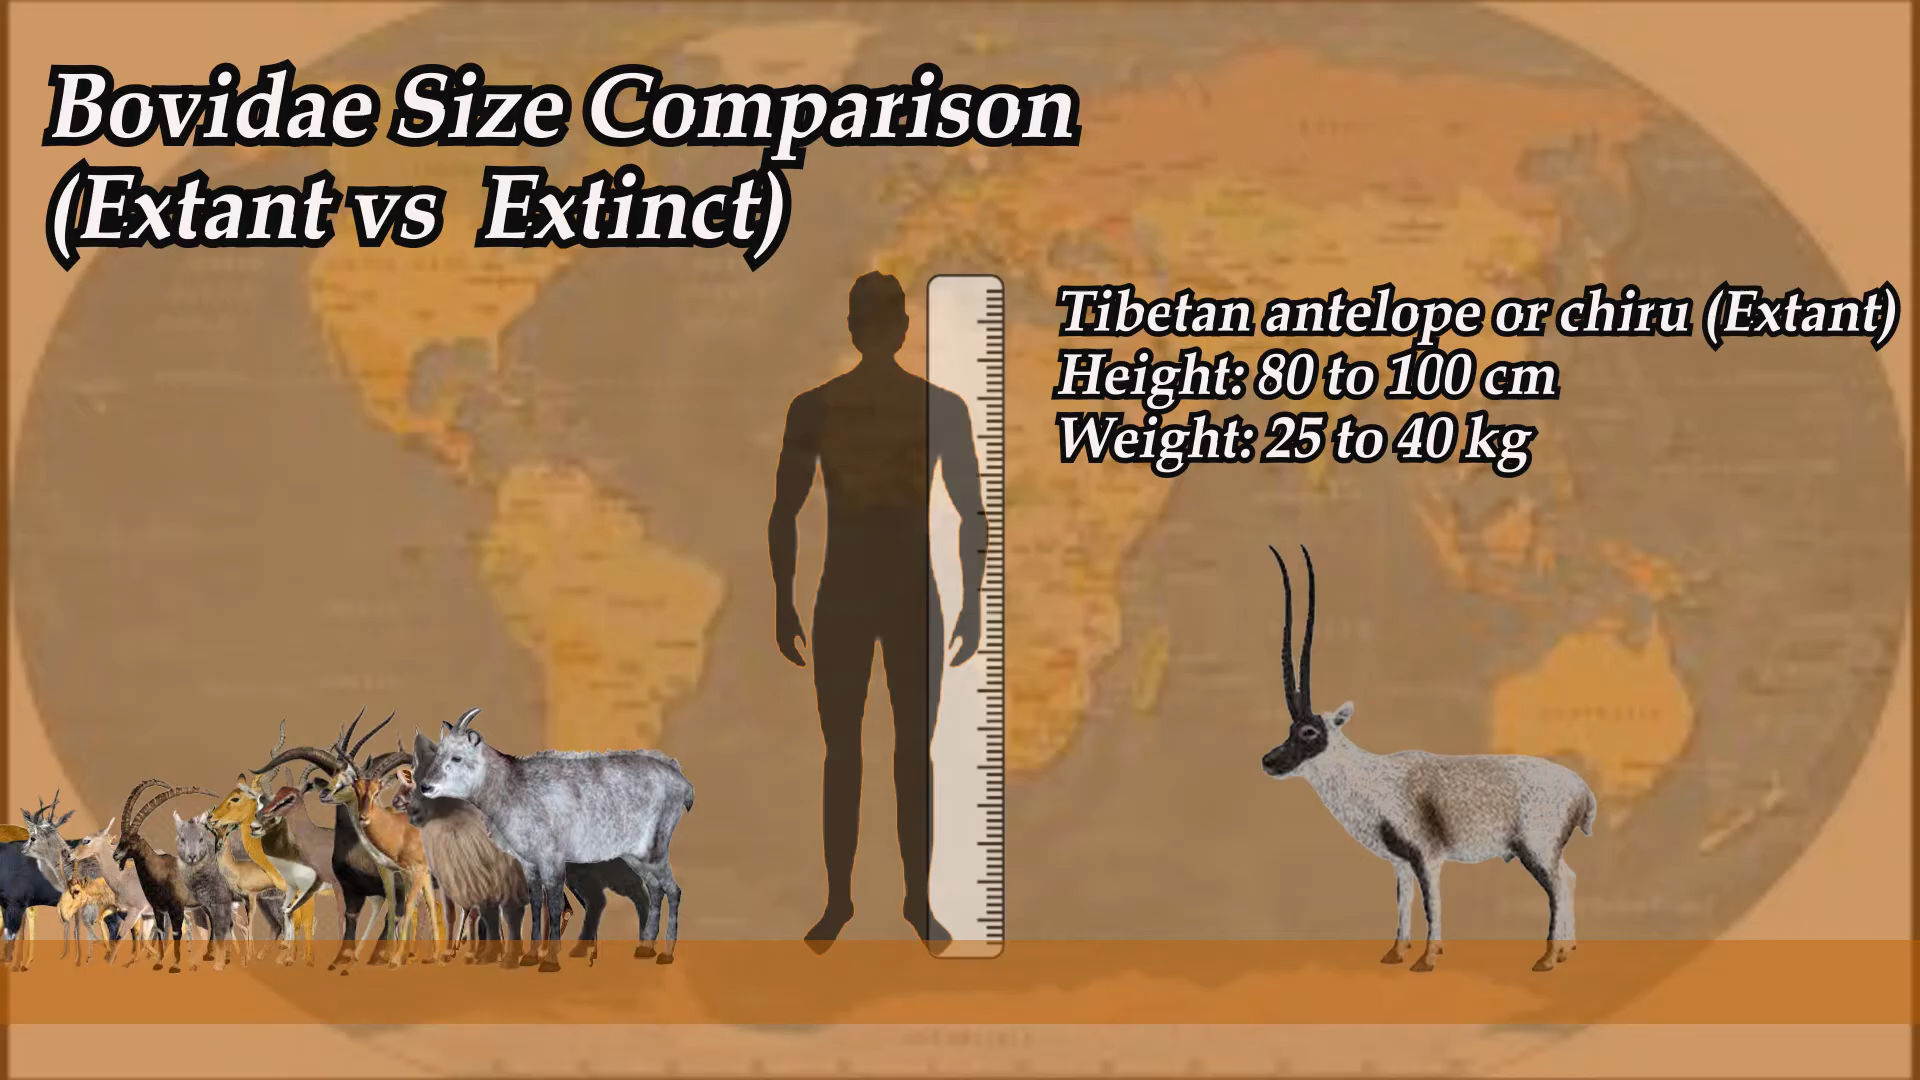 Bovidae Size Comparison
(Extant vs Extinct)
Tibetan antelope or chiru (Extant)
Height: 80 to 100 cm
Weight: 25 to 40 kg